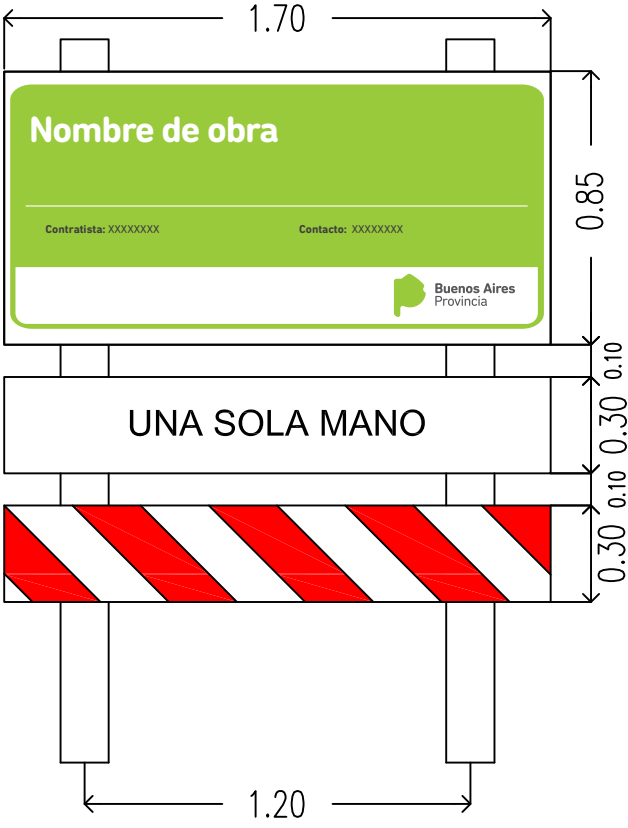 1.70
Nombre de obra
0.85
Contratista: XXXXXXXX Contacto: XXXXXXXX
Buenos Aires
Provincia
0.10
UNA SOLA MANO
0.30
0.10
0.30
1.20